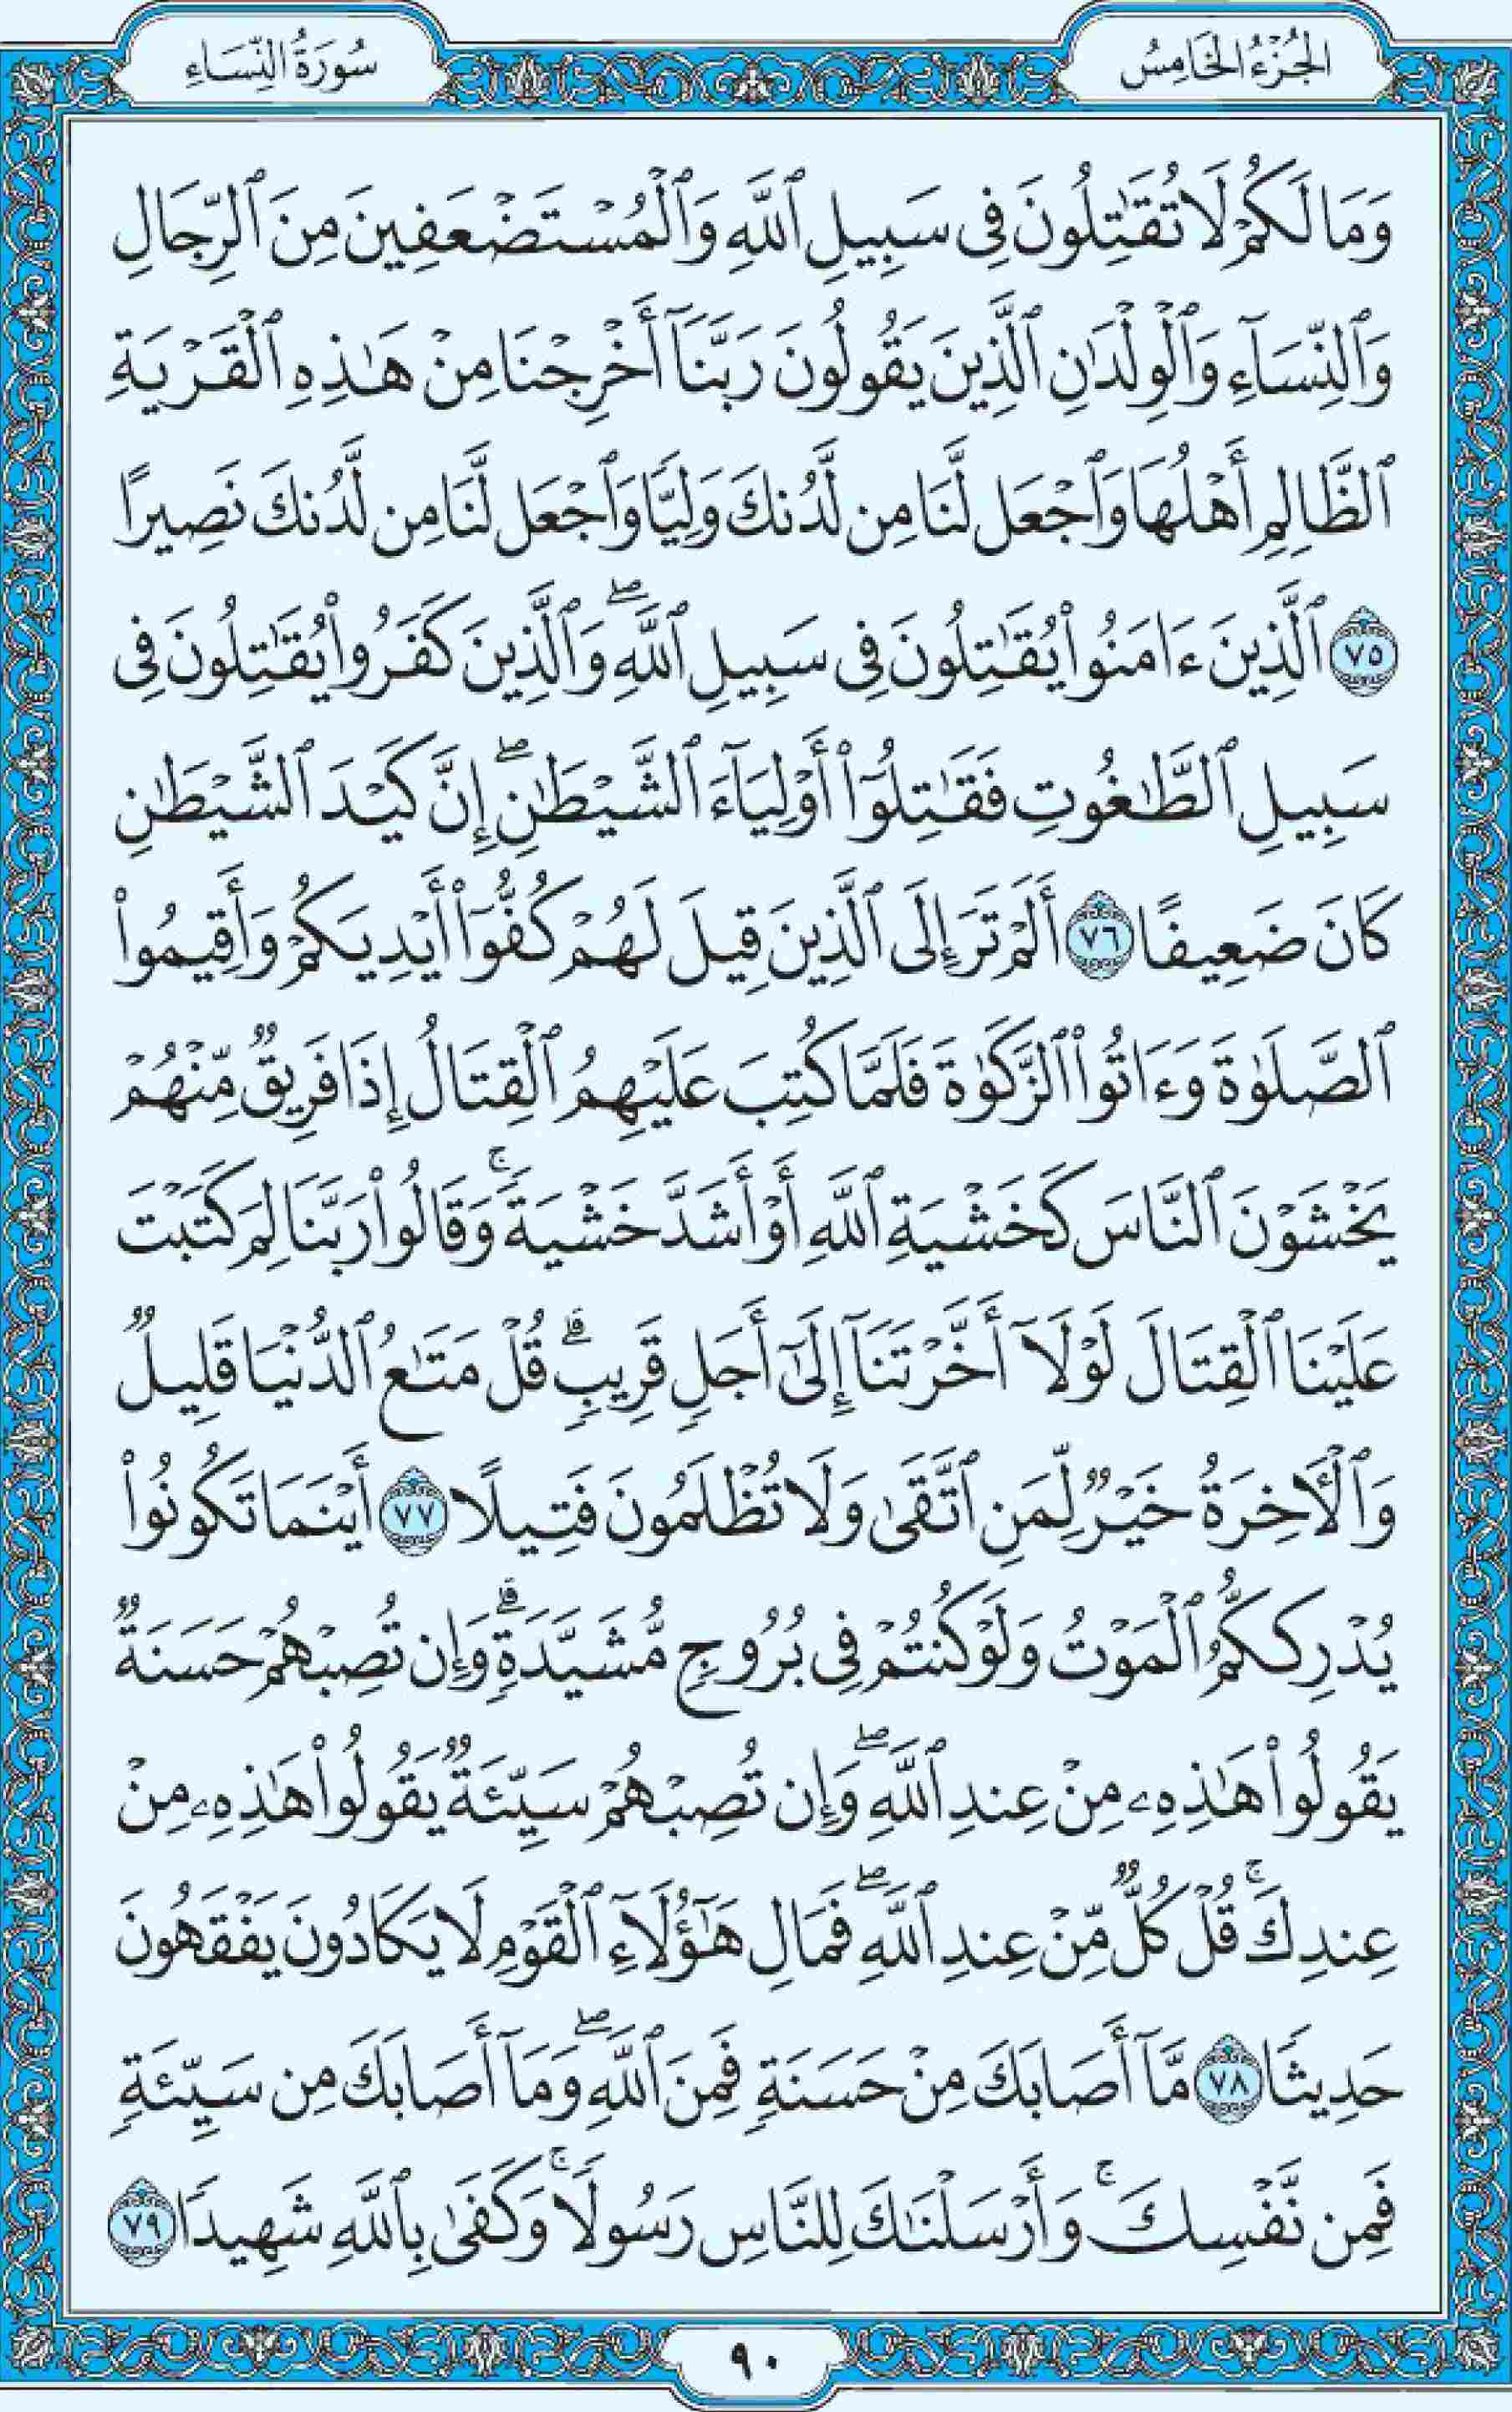 الجُزْءُ الخَامِسُ
سُورَةُ النِّسَاءِ
وَمَا لَكُمْ لَا تُقَٰتِلُونَ فِى سَبِيلِ ٱللَّهِ وَٱلْمُسْتَضْعَفِينَ مِنَ ٱلرِّجَالِ
وَٱلنِّسَآءِ وَٱلْوِلْدَٰنِ ٱلَّذِينَ يَقُولُونَ رَبَّنَآ أَخْرِجْنَا مِنْ هَٰذِهِ ٱلْقَرْيَةِ
ٱلظَّالِمِ أَهْلُهَا وَٱجْعَل لَّنَا مِن لَّدُنكَ وَلِيًّا وَٱجْعَل لَّنَا مِن لَّدُنكَ نَصِيرًا
٧٥ ٱلَّذِينَ ءَامَنُوا۟ يُقَٰتِلُونَ فِى سَبِيلِ ٱللَّهِۖ وَٱلَّذِينَ كَفَرُوا۟ يُقَٰتِلُونَ فِى
سَبِيلِ ٱلطَّٰغُوتِ فَقَٰتِلُوٓا۟ أَوْلِيَآءَ ٱلشَّيْطَٰنِۖ إِنَّ كَيْدَ ٱلشَّيْطَٰنِ
كَانَ ضَعِيفًا ٧٦ أَلَمْ تَرَ إِلَى ٱلَّذِينَ قِيلَ لَهُمْ كُفُّوٓا۟ أَيْدِيَكُمْ وَأَقِيمُوا۟
ٱلصَّلَوٰةَ وَءَاتُوا۟ ٱلزَّكَوٰةَ فَلَمَّا كُتِبَ عَلَيْهِمُ ٱلْقِتَالُ إِذَا فَرِيقٌ مِّنْهُمْ
يَخْشَوْنَ ٱلنَّاسَ كَخَشْيَةِ ٱللَّهِ أَوْ أَشَدَّ خَشْيَةًۚ وَقَالُوا۟ رَبَّنَا لِمَ كَتَبْتَ
عَلَيْنَا ٱلْقِتَالَ لَوْلَآ أَخَّرْتَنَآ إِلَىٰٓ أَجَلٍ قَرِيبٍۗ قُلْ مَتَٰعُ ٱلدُّنْيَا قَلِيلٌ
وَٱلْءَاخِرَةُ خَيْرٌ لِّمَنِ ٱتَّقَىٰ وَلَا تُظْلَمُونَ فَتِيلًا ٧٧ أَيْنَمَا تَكُونُوا۟
يُدْرِككُّمُ ٱلْمَوْتُ وَلَوْ كُنتُمْ فِى بُرُوجٍ مُّشَيَّدَةٍۗ وَإِن تُصِبْهُمْ حَسَنَةٌ
يَقُولُوا۟ هَٰذِهِۦ مِنْ عِندِ ٱللَّهِۖ وَإِن تُصِبْهُمْ سَيِّئَةٌ يَقُولُوا۟ هَٰذِهِۦ مِنْ
عِندِكَۚ قُلْ كُلٌّ مِّنْ عِندِ ٱللَّهِۖ فَمَالِ هَٰٓؤُلَآءِ ٱلْقَوْمِ لَا يَكَادُونَ يَفْقَهُونَ
حَدِيثًا ٧٨ مَّآ أَصَابَكَ مِنْ حَسَنَةٍ فَمِنَ ٱللَّهِۖ وَمَآ أَصَابَكَ مِن سَيِّئَةٍ
فَمِن نَّفْسِكَۚ وَأَرْسَلْنَٰكَ لِلنَّاسِ رَسُولًاۚ وَكَفَىٰ بِٱللَّهِ شَهِيدًا ٧٩
٩٠